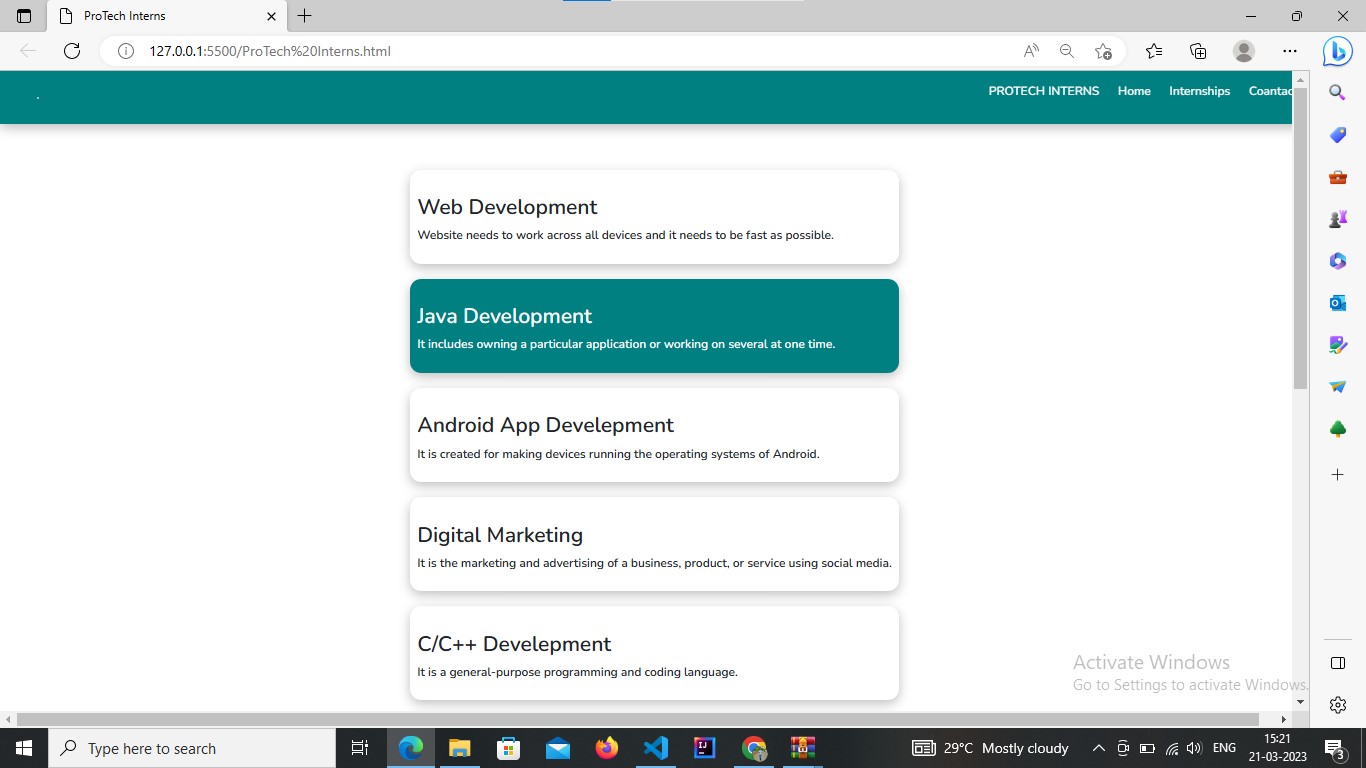 ProTech Interns
127.0.0.1:5500/ProTech%20Interns.html
PROTECH INTERNS Home Internships Coantac
Web Development
Website needs to work across all devices and it needs to be fast as possible.
Java Development
It includes owning a particular application or working on several at one time.
Android App Develepment
It is created for making devices running the operating systems of Android.
Digital Marketing
It is the marketing and advertising of a business, product, or service using social media.
C/C++ Develepment
It is a general-purpose programming and coding language.
Activate Windows
Go to Settings to activate Windows.
Type here to search
29°C Mostly cloudy
ENG
15:21
21-03-2023
3